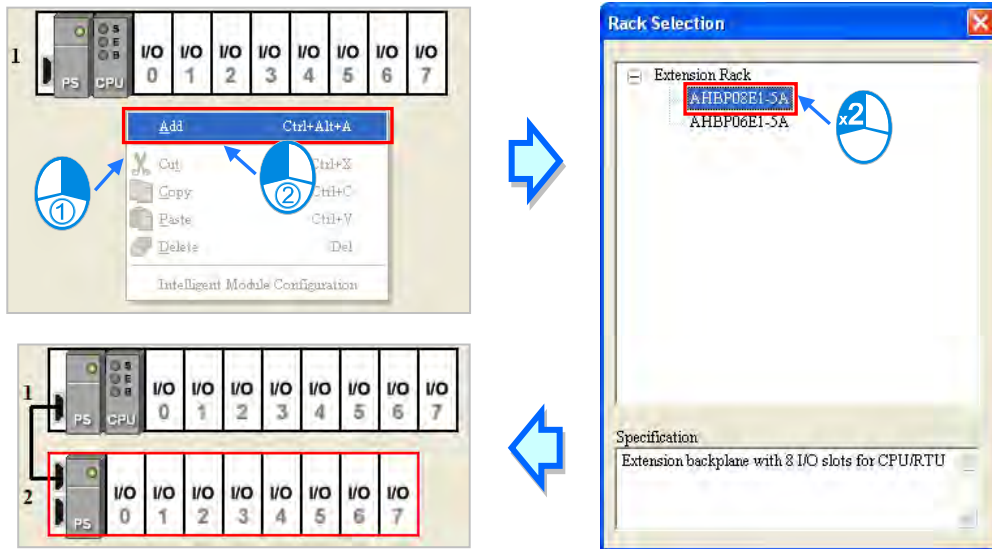 1
PS
CPU
S
E
B
I/O I/O I/O I/O I/O I/O I/O I/O
0 1 2 3 4 5 6 7
Add Ctrl+Alt+A
Cut Ctrl+X
Copy Ctrl+C
Paste Ctrl+V
Delete Del
Intelligent Module Configuration
1
2
Rack Selection
Extension Rack
AHBP08E1-5A
AHBP06E1-5A
x2
Specification
Extension backplane with 8 I/O slots for CPU/RTU
1
PS
CPU
S
E
B
I/O I/O I/O I/O I/O I/O I/O I/O
0 1 2 3 4 5 6 7
2
PS
I/O I/O I/O I/O I/O I/O I/O I/O
0 1 2 3 4 5 6 7